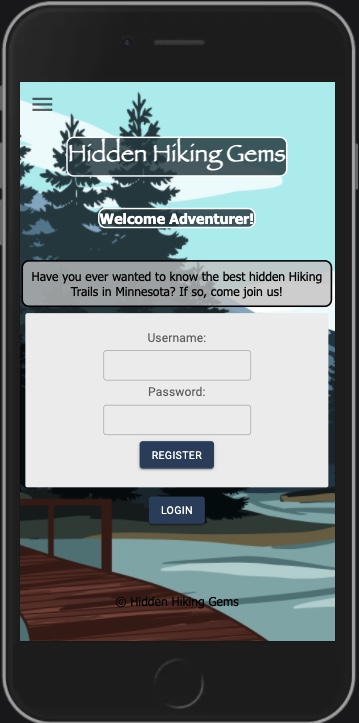 Hidden Hiking Gems
Welcome Adventurer!
Have you ever wanted to know the best hidden Hiking
Trails in Minnesota? If so, come join us!
Username:
Password:
REGISTER
LOGIN
© Hidden Hiking Gems